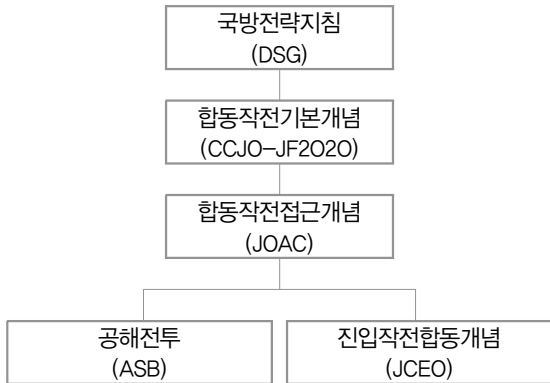 국방전략지침
(DSG)
합동작전기본개념
(CCJO-JF2020)
합동작전접근개념
(JOAC)
공해전투
(ASB)
진입작전합동개념
(JCEO)